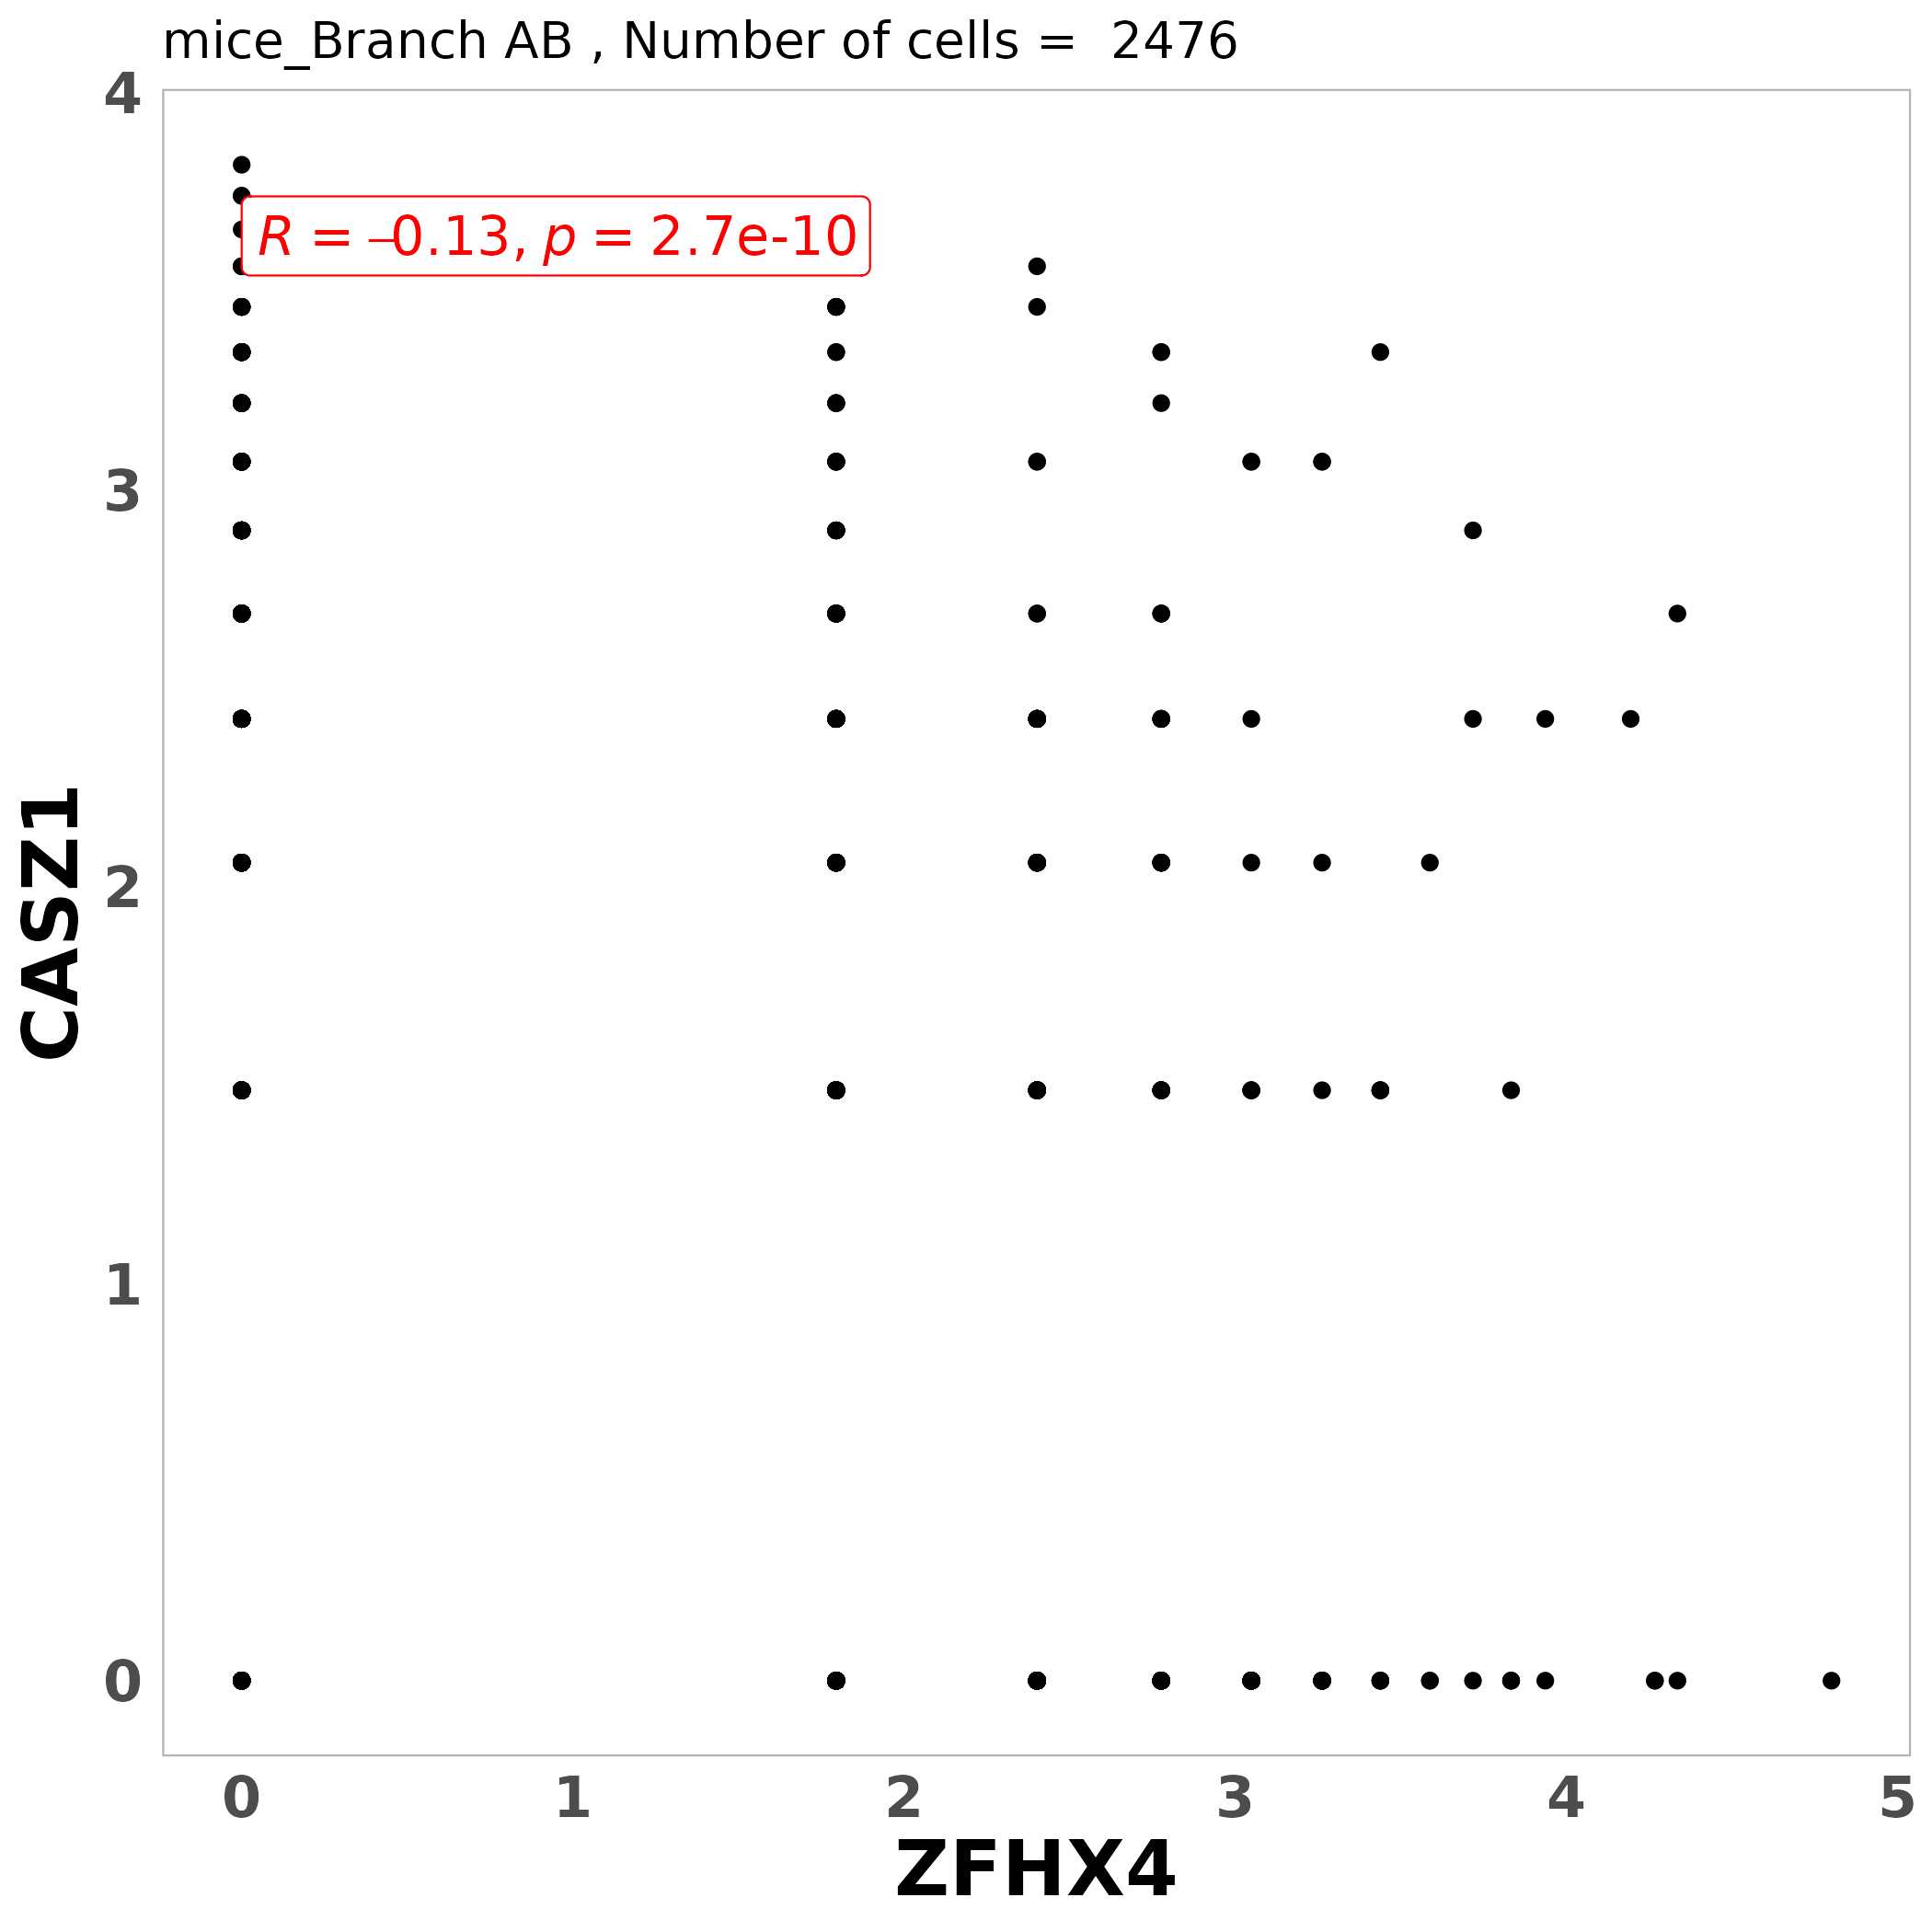 mice_Branch AB , Number of cells =  2476
4
R = –0.13, p = 2.7e-10
3
2
1
0
CASZ1
0 1 2 3 4 5
ZFHX4